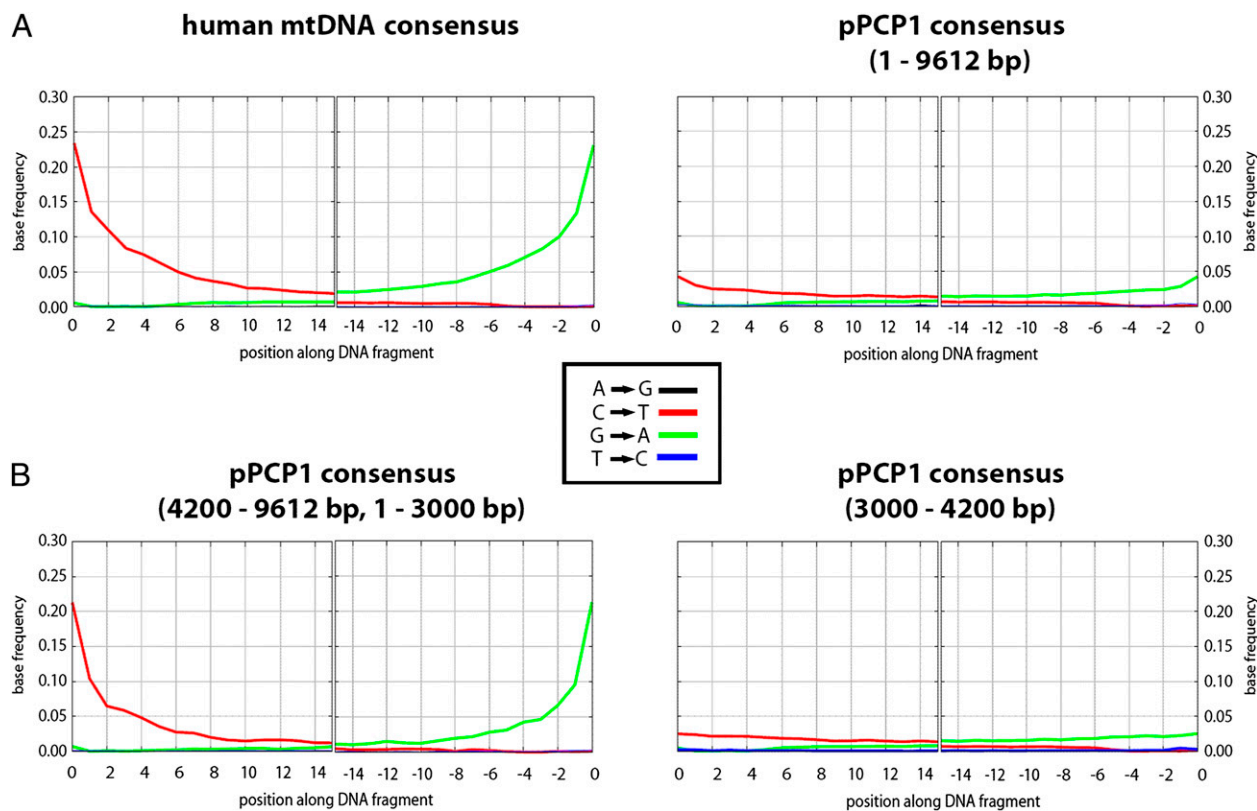 A
human mtDNA consensus
pPCP1 consensus
(1 - 9612 bp)
0.30
0.25
0.20
0.15
0.10
0.05
0.00
base frequency
0 2 4 6 8 10 12 14 -14 -12 -10 -8 -6 -4 -2 0
position along DNA fragment
0.30
0.25
0.20
0.15
0.10
0.05
0.00
base frequency
0 2 4 6 8 10 12 14 -14 -12 -10 -8 -6 -4 -2 0
position along DNA fragment
A → G
C → T
G → A
T → C
B
pPCP1 consensus
(4200 - 9612 bp, 1 - 3000 bp)
pPCP1 consensus
(3000 - 4200 bp)
0.30
0.25
0.20
0.15
0.10
0.05
0.00
base frequency
0 2 4 6 8 10 12 14 -14 -12 -10 -8 -6 -4 -2 0
position along DNA fragment
0.30
0.25
0.20
0.15
0.10
0.05
0.00
base frequency
0 2 4 6 8 10 12 14 -14 -12 -10 -8 -6 -4 -2 0
position along DNA fragment